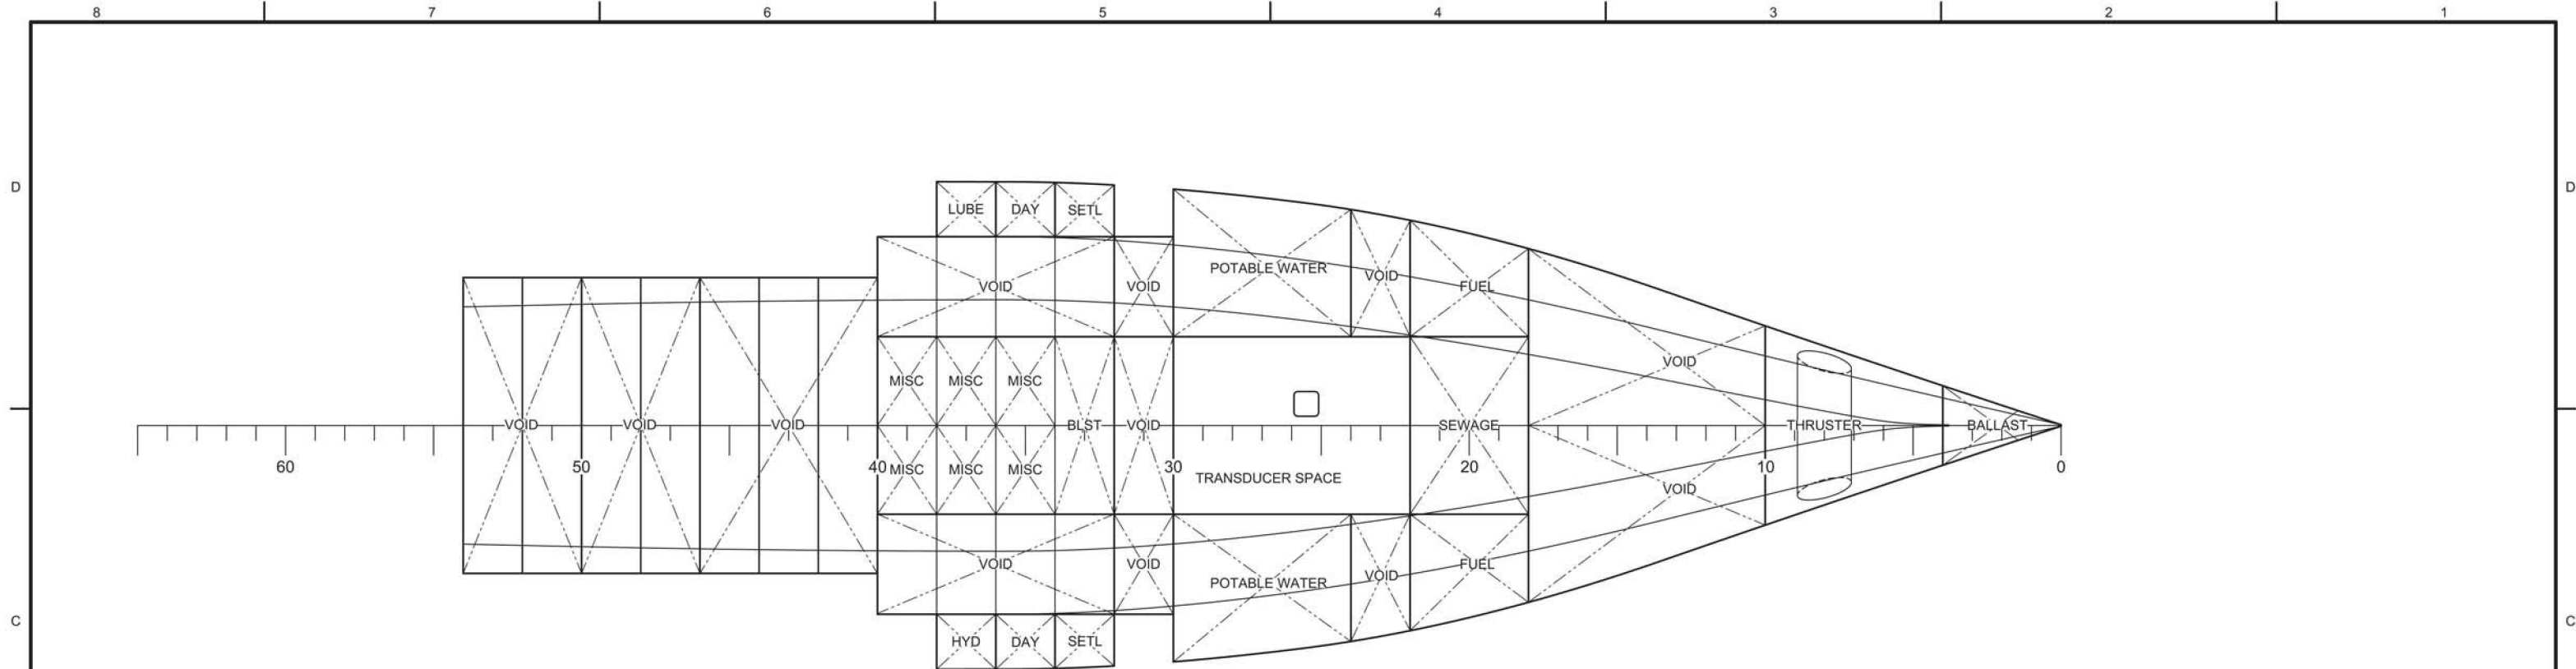 8 7 6 5 4 3 2 1
D D
LUBE DAY SETL
POTABLE WATER
VOID
VOID VOID FUEL
VOID
MISC MISC MISC
VOID VOID VOID BLST VOID SEWAGE THRUSTER BALLAST
60 50 40 30 20 10 0
MISC MISC MISC
TRANSDUCER SPACE
VOID
VOID VOID FUEL
VOID
POTABLE WATER
C C
HYD DAY SETL